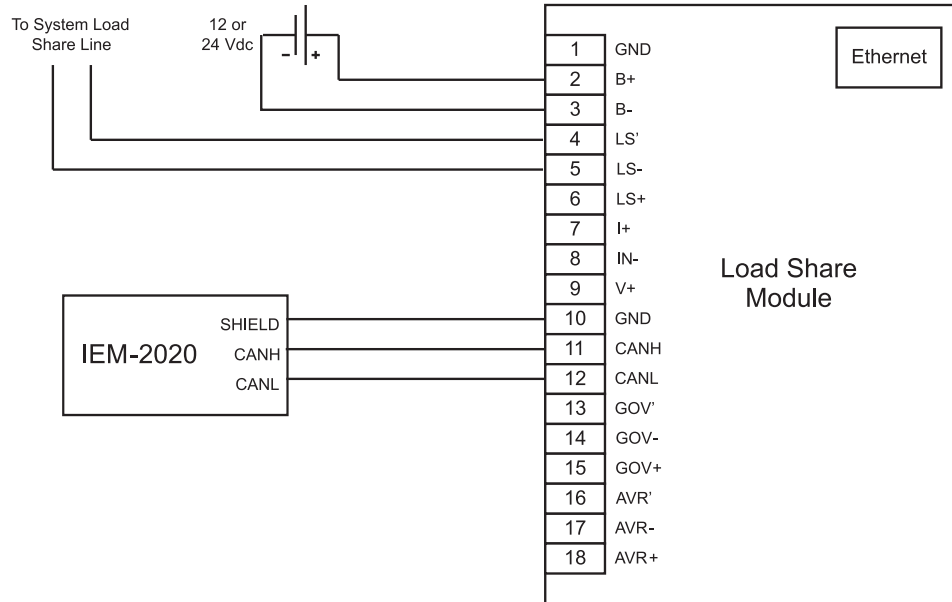 To System Load
Share Line
12 or
24 Vdc
- +
Ethernet
1 GND
2 B+
3 B-
4 LS’
5 LS-
6 LS+
7 I+
8 IN-
9 V+
10 GND
11 CANH
12 CANL
13 GOV’
14 GOV-
15 GOV+
16 AVR’
17 AVR-
18 AVR+
Load Share
Module
IEM-2020
SHIELD
CANH
CANL